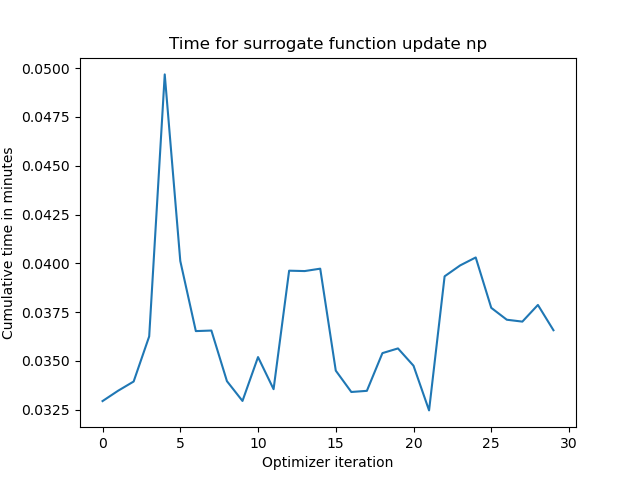 Time for surrogate function update np
Cumulative time in minutes
0.0500
0.0475
0.0450
0.0425
0.0400
0.0375
0.0350
0.0325
0 5 10 15 20 25 30
Optimizer iteration